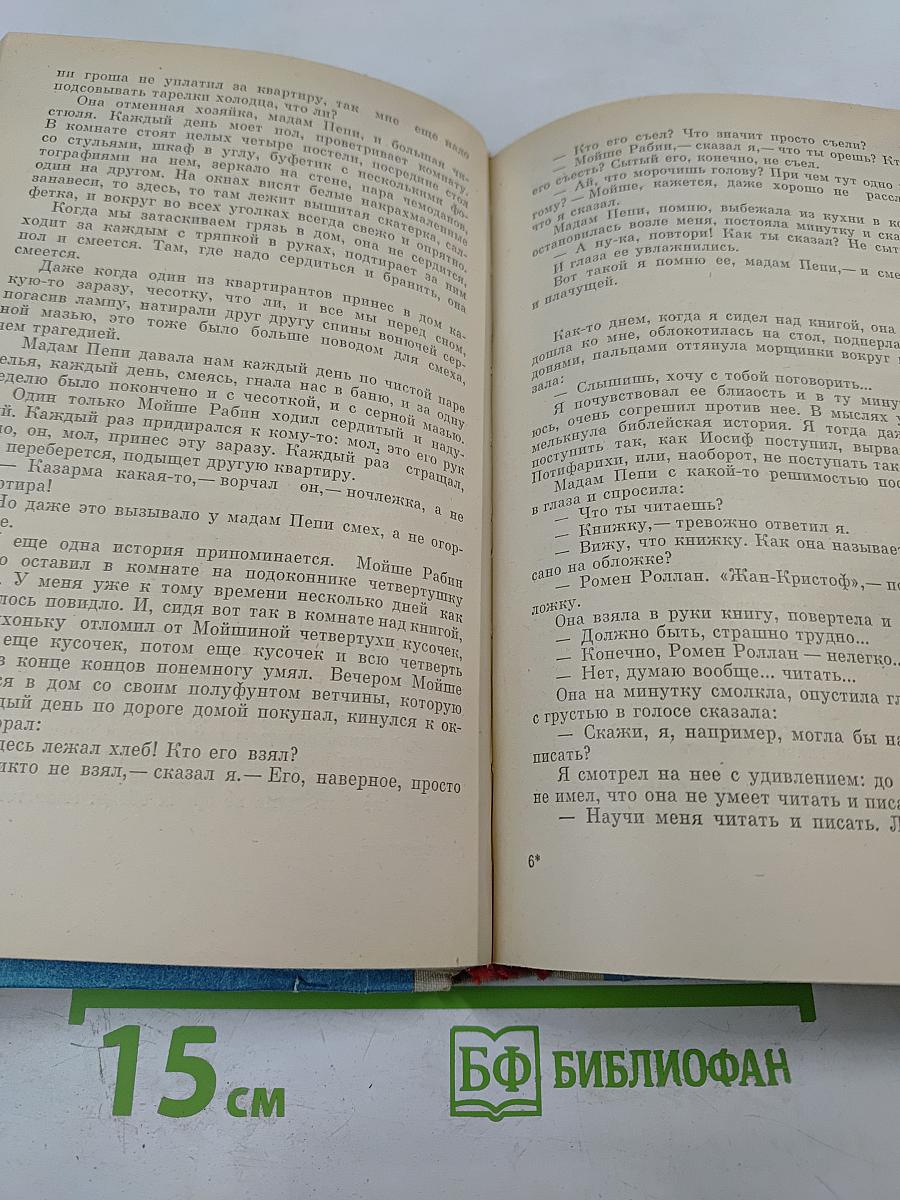 ни гроша не уплатил за квартиру, так мне еще надо
подсовывать тарелки холодца, что ли?
Она отменная хозяйка, мадам Пепи, и большая чи-
стюля. Каждый день моет пол, проветривает комнату.
В комнате стоят целых четыре постели, посредине стол
со стульями, шкаф в углу, буфетик с несколькими фо-
тографиями на нем, зеркало на стене, пара чемоданов,
один на другом. На окнах висят белые накрахмаленные
занавеси, то здесь, то там лежит вышитая скатерка, сал-
фетка, и вокруг во всех уголках всегда свежо и опрятно.
Когда мы затаскиваем грязь в дом, она не сердится,
ходит за каждым с тряпкой в руках, подтирает за ним
пол и смеется. Там, где надо сердиться и бранить, она
смеется.
Даже когда один из квартирантов принес в дом ка-
кую-то заразу, чесотку, что ли, и все мы перед сном,
погасив лампу, натирали друг другу спины вонючей сер-
ной мазью, это тоже было больше поводом для смеха,
чем трагедией.
Мадам Пепи давала нам каждый день по чистой паре
елья, каждый день, смеясь, гнала нас в баню, и за одну
еделю было покончено и с чесоткой, и с серной мазью.
Один только Мойше Рабин ходил сердитый и наду-
ый. Каждый раз придирался к кому-то: мол, это его рук
о, он, мол, принес эту заразу. Каждый раз стращал,
переберется, подыщет другую квартиру.
— Казарма какая-то,— ворчал он,— ночлежка, а не
ртира!
Но даже это вызывало у мадам Пепи смех, а не огор-
е.
еще одна история припоминается. Мойше Рабин
о оставил в комнате на подоконнике четвертушку
. У меня уже к тому времени несколько дней как
лось повидло. И, сидя вот так в комнате над книгой,
хоньку отломил от Мойшиной четвертухи кусочек,
еще кусочек, потом еще кусочек и всю четверть
в конце концов понемногу умял. Вечером Мойше
ся в дом со своим полуфунтом ветчины, которую
дый день по дороге домой покупал, кинулся к ок-
орал:
десь лежал хлеб! Кто его взял?
икто не взял,— сказал я.— Его, наверное, просто
— Кто его съел? Что значит просто съели?
— Мойше Рабин,— сказал я,— что ты орешь? Кт
его съесть? Сытый его, конечно, не съел.
— Ай, что морочишь голову? При чем тут одно
гому? — Мойше, кажется, даже хорошо не рассл
что я сказал.
Мадам Пепи, помню, выбежала из кухни в ко
остановилась возле меня, постояла минутку и ска
— А ну-ка, повтори! Как ты сказал? Не сыт
И глаза ее увлажнились.
Вот такой я помню ее, мадам Пепи,— и сме
и плачущей.
Как-то днем, когда я сидел над книгой, она
дошла ко мне, облокотилась на стол, подперла
донями, пальцами оттянула морщинки вокруг
зала:
— Слышишь, хочу с тобой поговорить...
Я почувствовал ее близость и в ту мину
юсь, очень согрешил против нее. В мыслях у
мелькнула библейская история. Я тогда даж
поступить так, как Иосиф поступил, вырва
Потифарихи, или, наоборот, не поступать так
Мадам Пепи с какой-то решимостью пос
в глаза и спросила:
— Что ты читаешь?
— Книжку,— тревожно ответил я.
— Вижу, что книжку. Как она называет
сано на обложке?
— Ромен Роллан. «Жан-Кристоф»,— по
ложку.
Она взяла в руки книгу, повертела и
— Должно быть, страшно трудно...
— Конечно, Ромен Роллан — нелегко..
— Нет, думаю вообще... читать...
Она на минутку смолкла, опустила гл
с грустью в голосе сказала:
— Скажи, я, например, могла бы на
писать?
Я смотрел на нее с удивлением: до
не имел, что она не умеет читать и писа
— Научи меня читать и писать. Л
6*
15 см
БФ БИБЛИОФАН